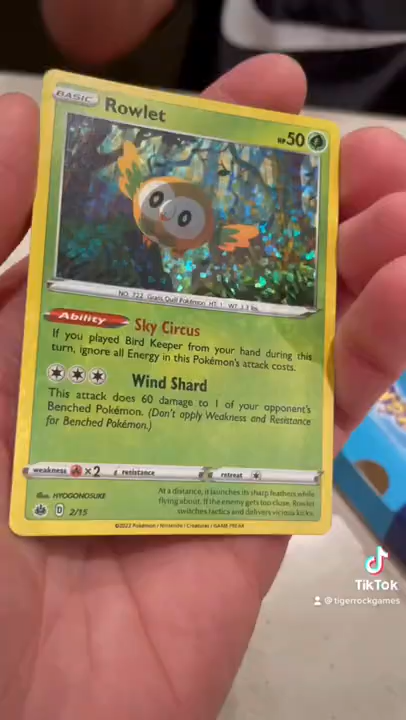 BASIC
Rowlet
HP50
NO. 722 Grass Quill Pokémon HT: 1' WT: 3.3 lbs.
Ability Sky Circus
If you played Bird Keeper from your hand during this
turn, ignore all Energy in this Pokémon's attack costs.
Wind Shard
This attack does 60 damage to 1 of your opponent's
Benched Pokémon. (Don't apply Weakness and Resistance
for Benched Pokémon.)
weakness ×2 resistance retreat
Illus. HYOGONOSUKE
D 2/15
At a distance, it launches its sharp feathers while
flying about. If the enemy gets too close, Rowlet
switches tactics and delivers vicious kicks.
©2022 Pokémon / Nintendo / Creatures / GAME FREAK
TikTok
@tigerrockgames